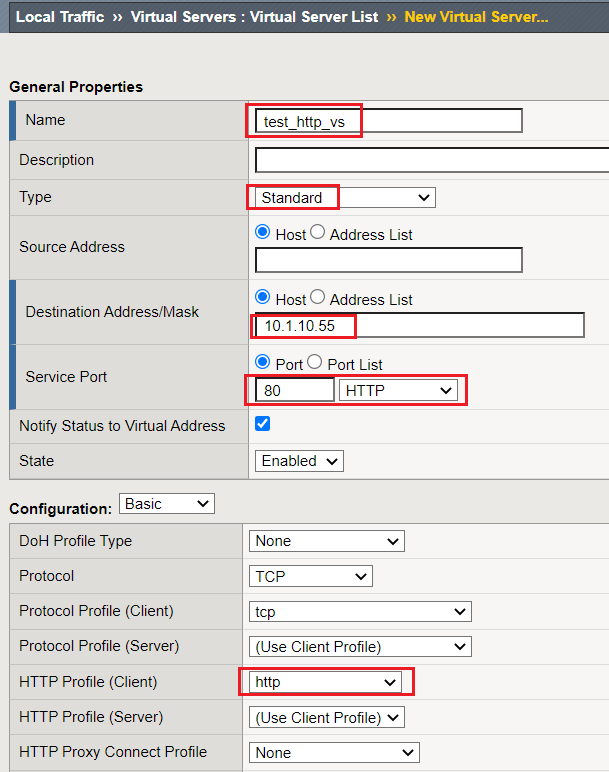 Local Traffic ›› Virtual Servers : Virtual Server List ›› New Virtual Server...
General Properties
Name test_http_vs
Description
Type Standard
Source Address Host Address List
Destination Address/Mask Host Address List
10.1.10.55
Service Port Port Port List
80 HTTP
Notify Status to Virtual Address
State Enabled
Configuration: Basic
DoH Profile Type None
Protocol TCP
Protocol Profile (Client) tcp
Protocol Profile (Server) (Use Client Profile)
HTTP Profile (Client) http
HTTP Profile (Server) (Use Client Profile)
HTTP Proxy Connect Profile None